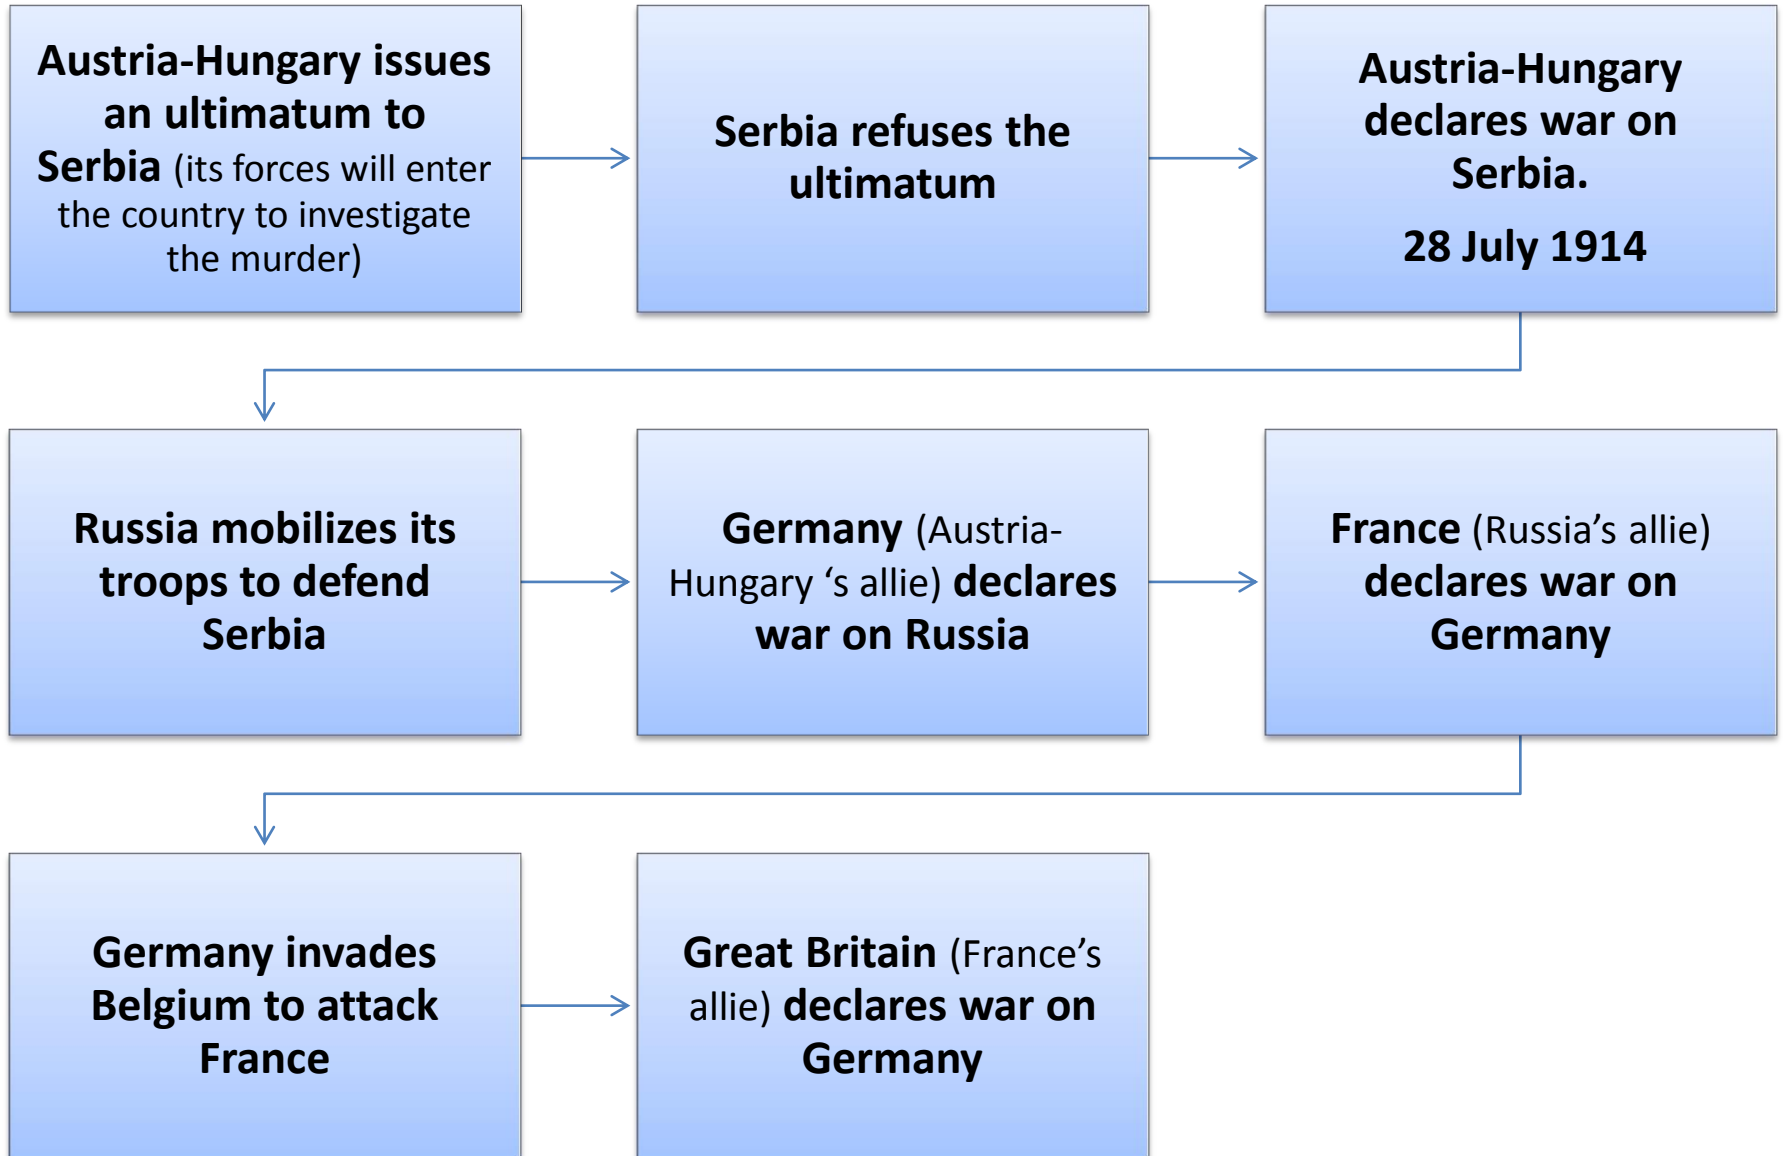 Austria-Hungary issues
an ultimatum to
Serbia (its forces will enter
the country to investigate
the murder)
Serbia refuses the
ultimatum
Austria-Hungary
declares war on
Serbia.
28 July 1914
Russia mobilizes its
troops to defend
Serbia
Germany (Austria-
Hungary ‘s allie) declares
war on Russia
France (Russia’s allie)
declares war on
Germany
Germany invades
Belgium to attack
France
Great Britain (France’s
allie) declares war on
Germany